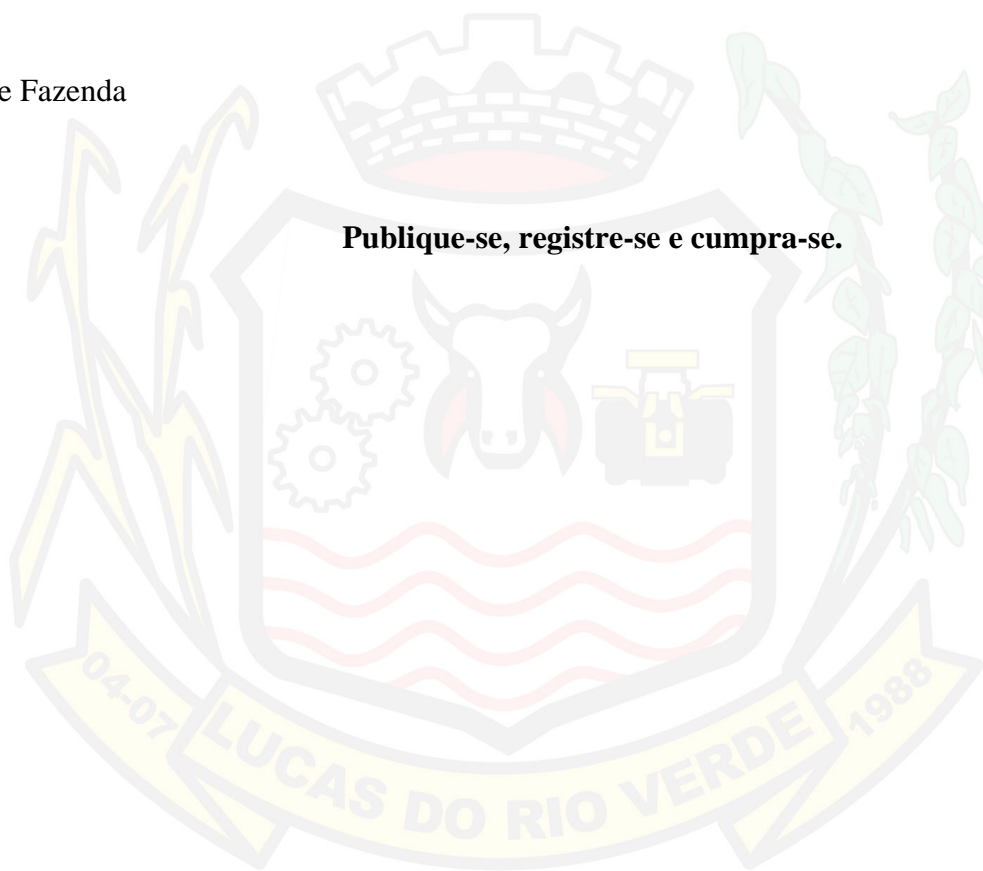 e Fazenda
Publique-se, registre-se e cumpra-se.
04-07
LUCAS DO RIO VERDE
1988